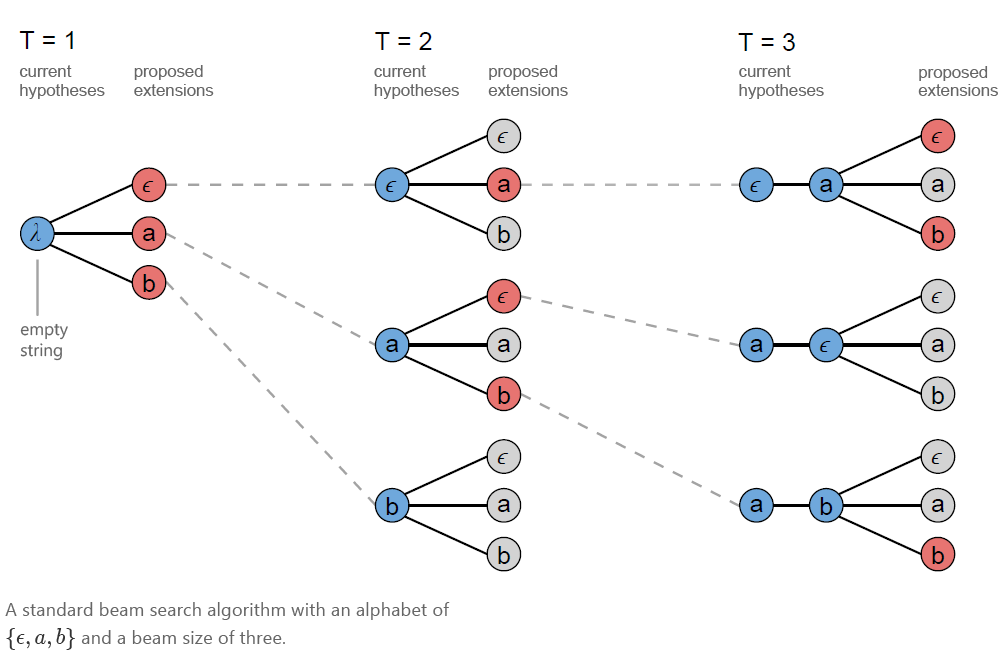 T = 1
current hypotheses
proposed extensions
T = 2
current hypotheses
proposed extensions
T = 3
current hypotheses
proposed extensions
λ
ϵ
a
b
empty
string
ϵ
ϵ
a
b
a
ϵ
a
b
b
ϵ
a
b
ϵ a
ϵ
a
b
a ϵ
ϵ
a
b
a b
ϵ
a
b
A standard beam search algorithm with an alphabet of
{ϵ, a, b} and a beam size of three.